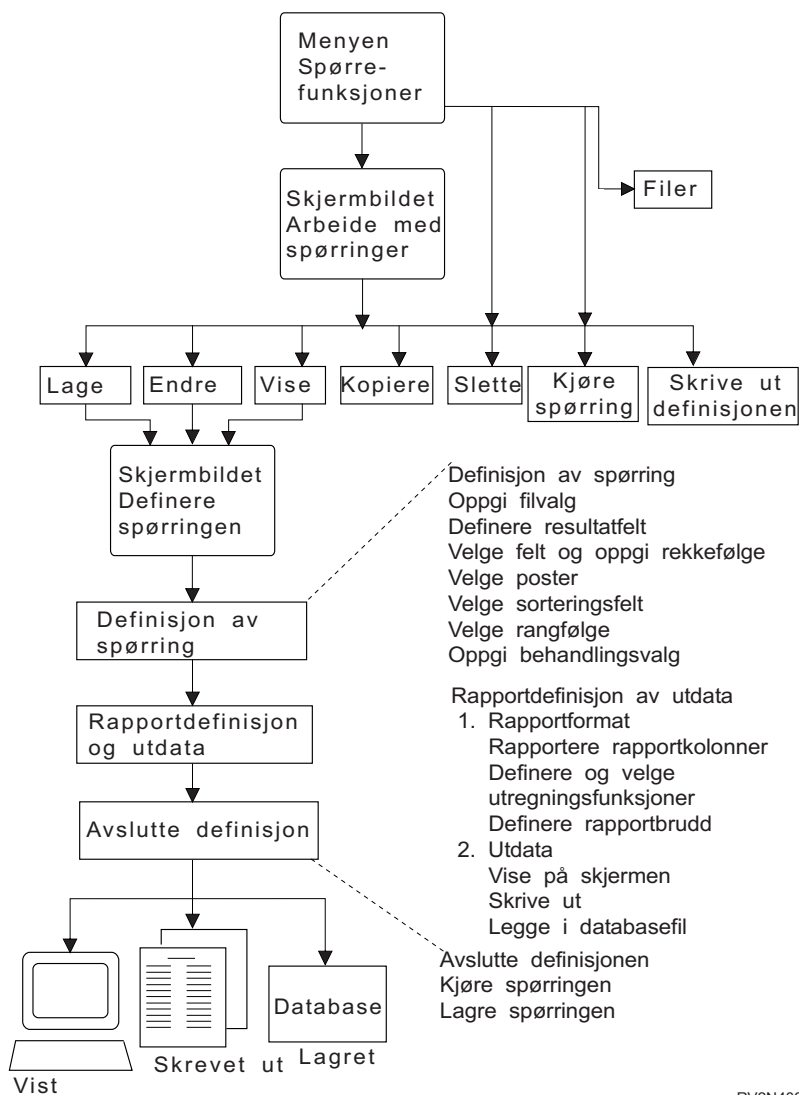 Menyen
Spørre-
funksjoner
Skjermbildet
Arbeide med
spørringer
Filer
Lage
Endre
Vise
Kopiere
Slette
Kjøre
spørring
Skrive ut
definisjonen
Skjermbildet
Definere
spørringen
Definisjon av spørring
Oppgi filvalg
Definere resultatfelt
Velge felt og oppgi rekkefølge
Velge poster
Velge sorteringsfelt
Velge rangfølge
Oppgi behandlingsvalg
Definisjon av
spørring
Rapportdefinisjon
og utdata
Rapportdefinisjon av utdata
1. Rapportformat
Rapportere rapportkolonner
Definere og velge
utregningsfunksjoner
Definere rapportbrudd
2. Utdata
Vise på skjermen
Skrive ut
Legge i databasefil
Avslutte definisjon
Avslutte definisjonen
Kjøre spørringen
Lagre spørringen
Database
Vist
Skrevet ut
Lagret